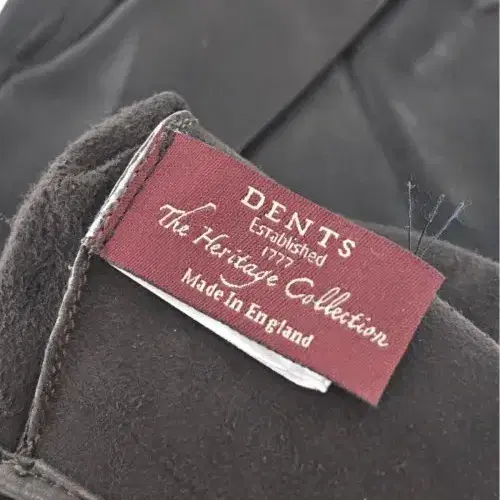 DENTS
Established
1777
The Heritage Collection
Made In England